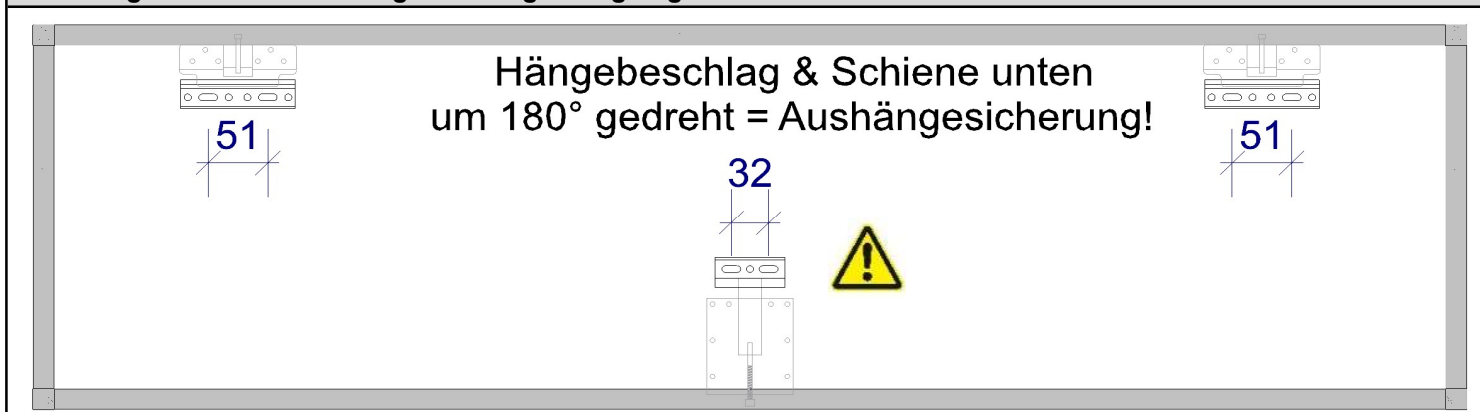 Hängebeschlag & Schiene unten
um 180° gedreht = Aushängesicherung!
51
51
32